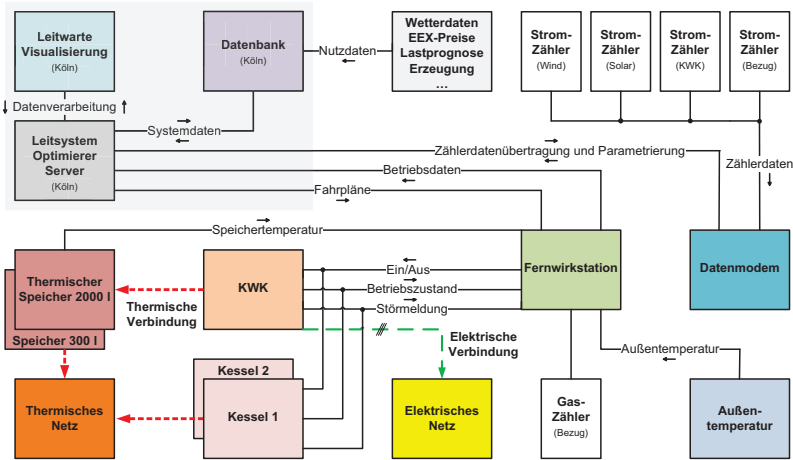 Leitwarte
Visualisierung
(Köln)
Datenbank
(Köln)
Nutzdaten
Wetterdaten
EEX-Preise
Lastprognose
Erzeugung
...
Strom-
Zähler
(Wind)
Strom-
Zähler
(Solar)
Strom-
Zähler
(KWK)
Strom-
Zähler
(Bezug)
Datenverarbeitung
Systemdaten
Leitsystem
Optimierer
Server
(Köln)
Zählerdatenübertragung und Parametrierung
Zählerdaten
Betriebsdaten
Fahrpläne
Speichertemperatur
Thermischer
Speicher 2000 l
Speicher 300 l
Thermische
Verbindung
KWK
Ein/Aus
Betriebszustand
Störmeldung
Fernwirkstation
Datenmodem
Elektrische
Verbindung
Außentemperatur
Thermisches
Netz
Kessel 2
Kessel 1
Elektrisches
Netz
Gas-
Zähler
(Bezug)
Außen-
temperatur